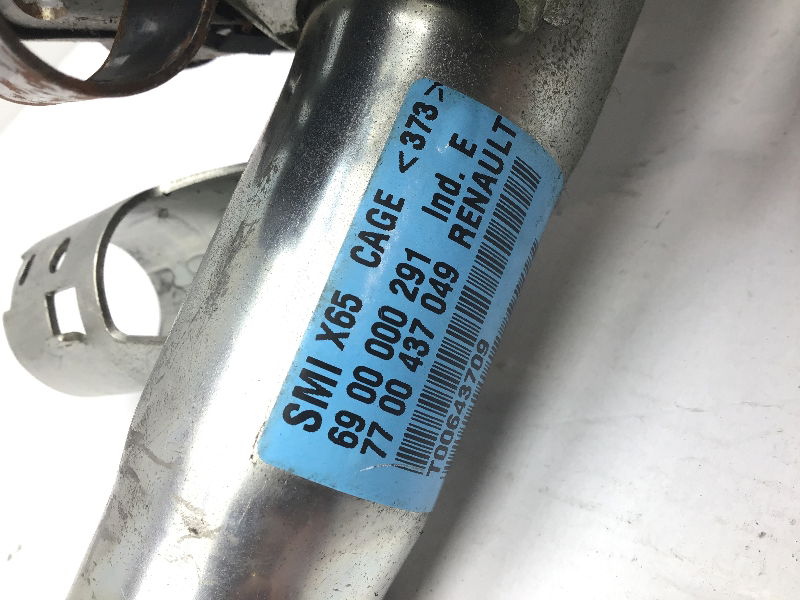 SMI X65 CAGE <373>
69 00 000 291 Ind. E
77 00 437 049 RENAULT
T00643709